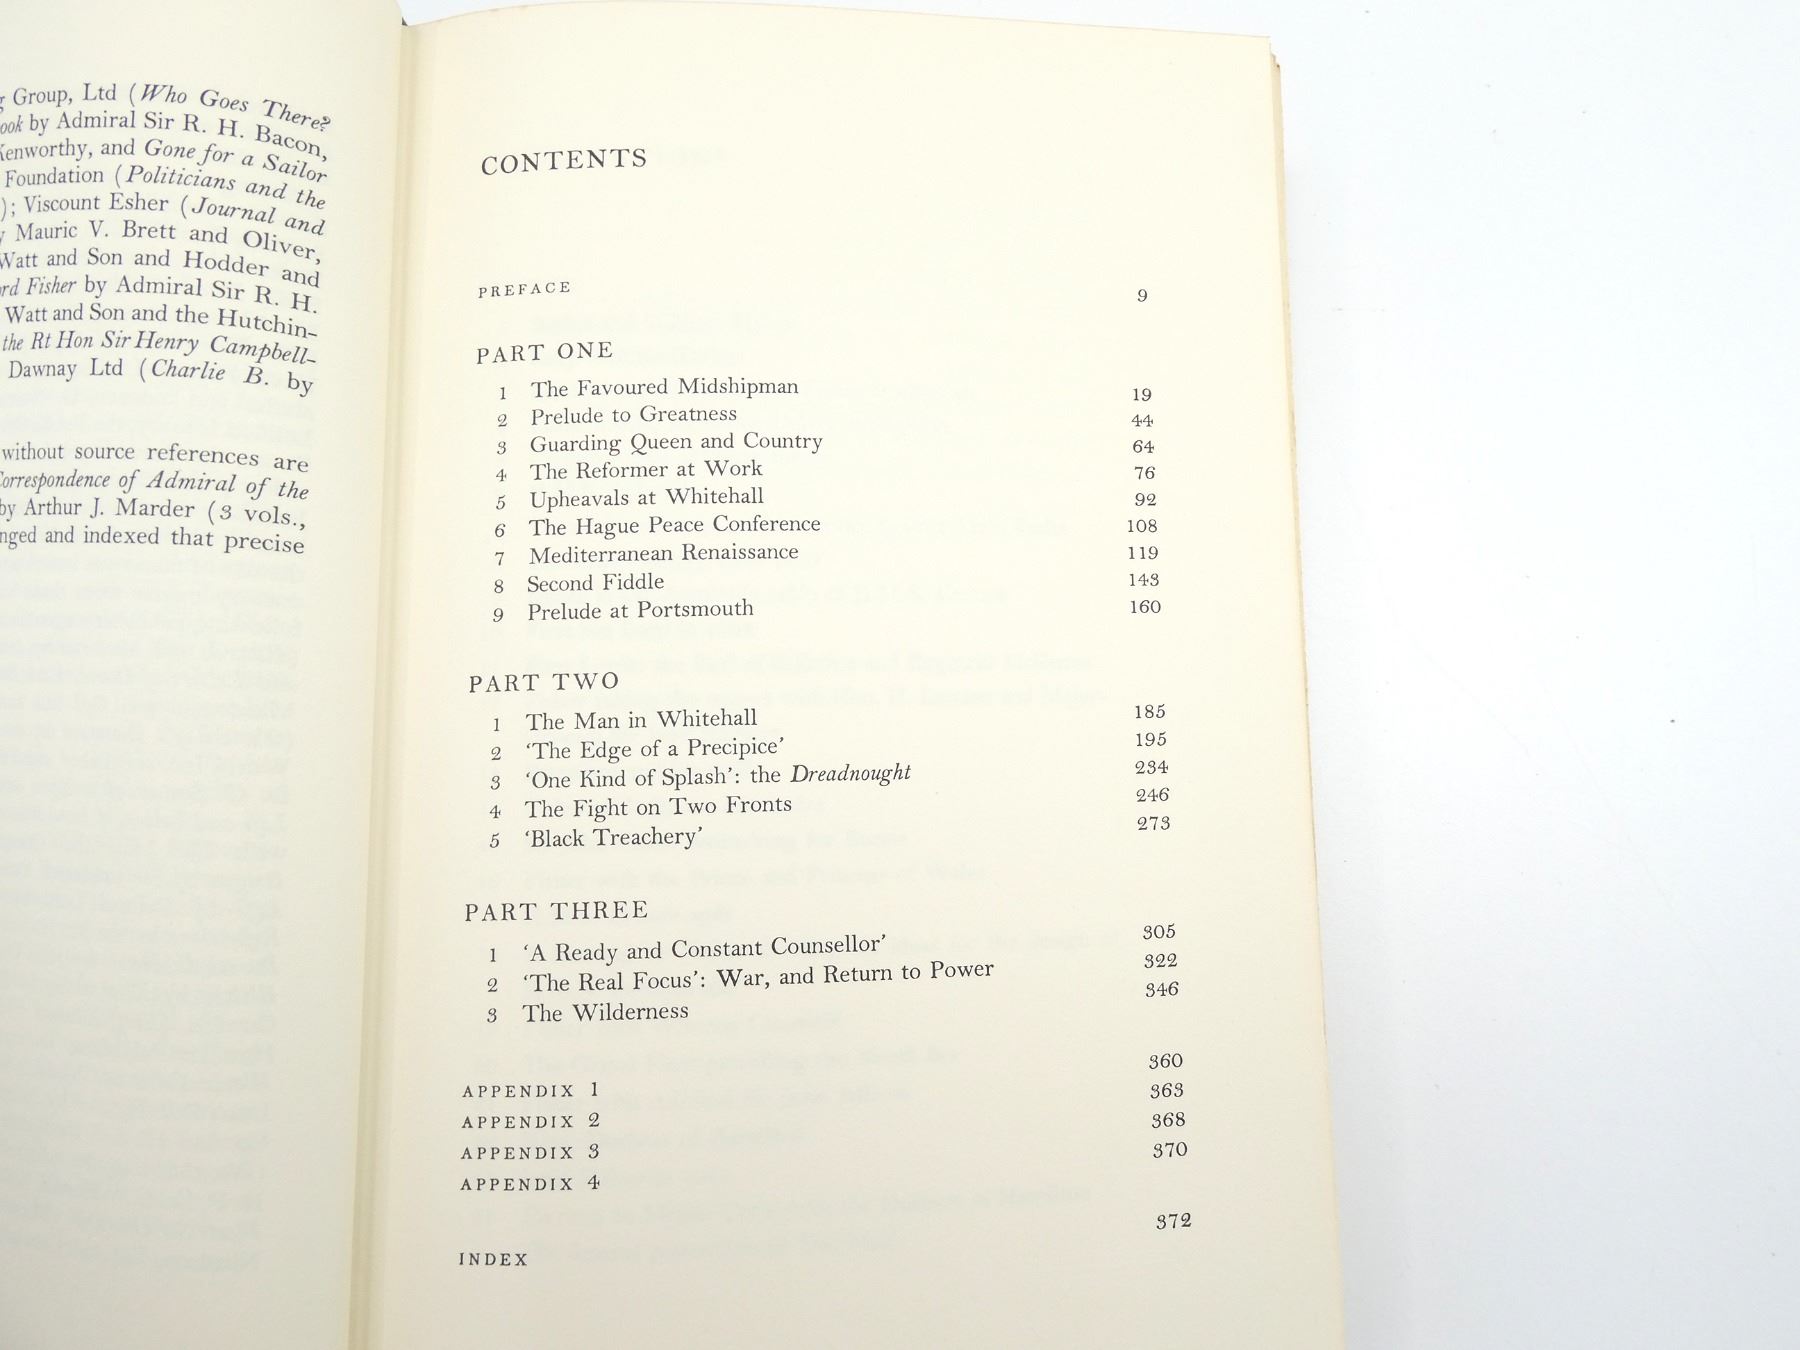 Group, Ltd (Who Goes There?
by Admiral Sir R. H. Bacon,
Kenworthy, and Gone for a Sailor
Foundation (Politicians and the
); Viscount Esher (Journal and
Mauric V. Brett and Oliver,
Watt and Son and Hodder and
Fisher by Admiral Sir R. H.
Watt and Son and the Hutchin-
the Rt Hon Sir Henry Campbell-
Dawnay Ltd (Charlie B. by
without source references are
Correspondence of Admiral of the
by Arthur J. Marder (3 vols.,
and indexed that precise
CONTENTS
PREFACE 9
PART ONE
1 The Favoured Midshipman 19
2 Prelude to Greatness 44
3 Guarding Queen and Country 64
4 The Reformer at Work 76
5 Upheavals at Whitehall 92
6 The Hague Peace Conference 108
7 Mediterranean Renaissance 119
8 Second Fiddle 143
9 Prelude at Portsmouth 160
PART TWO
1 The Man in Whitehall 185
2 ‘The Edge of a Precipice’ 195
3 ‘One Kind of Splash’: the Dreadnought 234
4 The Fight on Two Fronts 246
5 ‘Black Treachery’ 273
PART THREE
1 ‘A Ready and Constant Counsellor’ 305
2 ‘The Real Focus’: War, and Return to Power 322
3 The Wilderness 346
APPENDIX 1 360
APPENDIX 2 363
APPENDIX 3 368
APPENDIX 4 370
INDEX 372